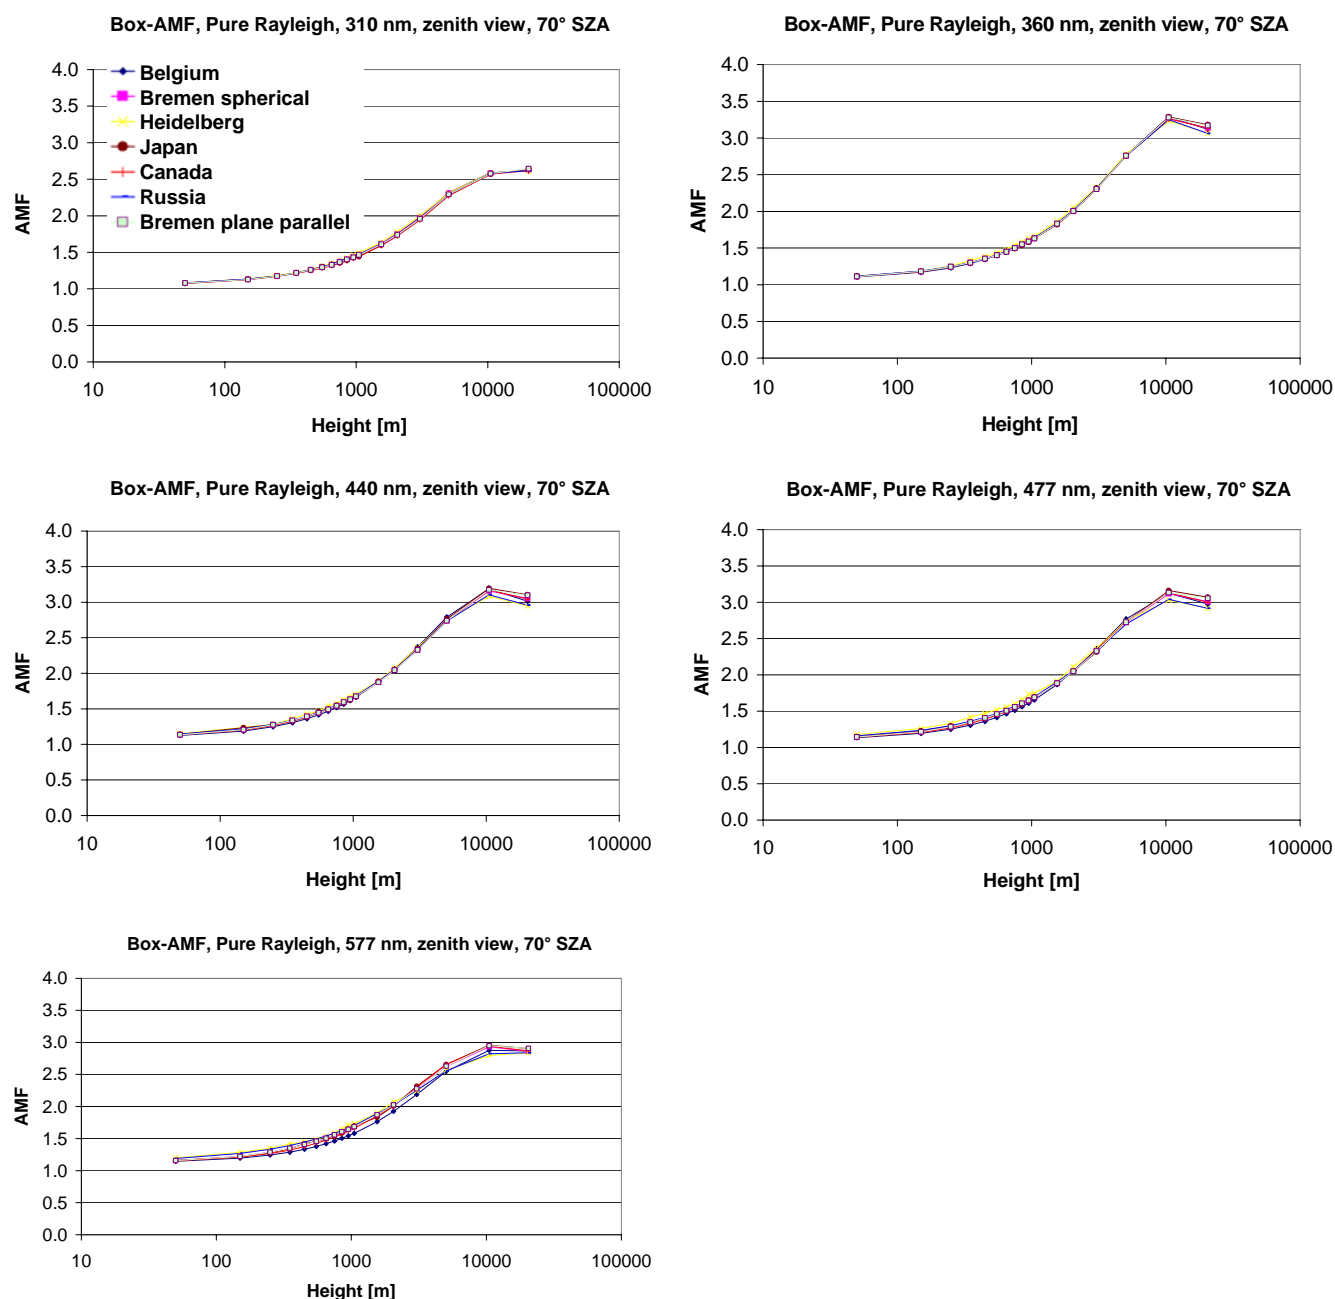 Box-AMF, Pure Rayleigh, 310 nm, zenith view, 70° SZA
4.0
3.5
3.0
2.5
2.0
1.5
1.0
0.5
0.0
AMF
Belgium
Bremen spherical
Heidelberg
Japan
Canada
Russia
Bremen plane parallel
10 100 1000 10000 100000
Height [m]
Box-AMF, Pure Rayleigh, 360 nm, zenith view, 70° SZA
4.0
3.5
3.0
2.5
2.0
1.5
1.0
0.5
0.0
AMF
10 100 1000 10000 100000
Height [m]
Box-AMF, Pure Rayleigh, 440 nm, zenith view, 70° SZA
4.0
3.5
3.0
2.5
2.0
1.5
1.0
0.5
0.0
AMF
10 100 1000 10000 100000
Height [m]
Box-AMF, Pure Rayleigh, 477 nm, zenith view, 70° SZA
4.0
3.5
3.0
2.5
2.0
1.5
1.0
0.5
0.0
AMF
10 100 1000 10000 100000
Height [m]
Box-AMF, Pure Rayleigh, 577 nm, zenith view, 70° SZA
4.0
3.5
3.0
2.5
2.0
1.5
1.0
0.5
0.0
AMF
10 100 1000 10000 100000
Height [m]